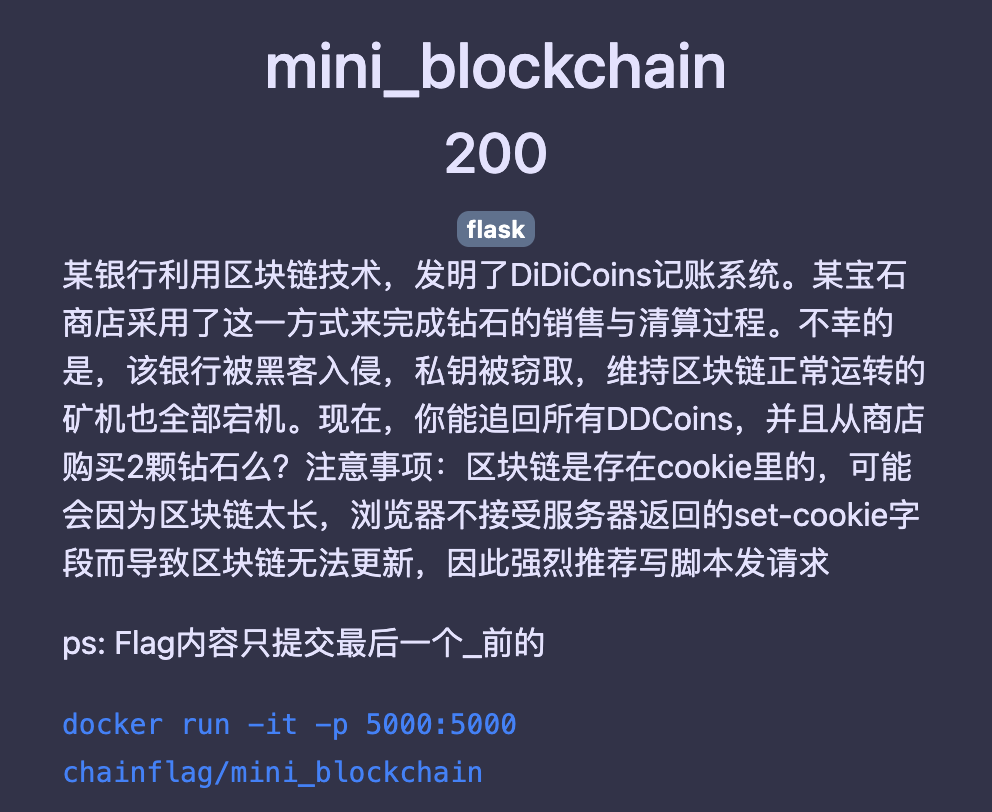 mini_blockchain
200
flask
某银行利用区块链技术，发明了DiDiCoins记账系统。某宝石
商店采用了这一方式来完成钻石的销售与清算过程。不幸的
是，该银行被黑客入侵，私钥被窃取，维持区块链正常运转的
矿机也全部宕机。现在，你能追回所有DDCoins，并且从商店
购买2颗钻石么？注意事项：区块链是存在cookie里的，可能
会因为区块链太长，浏览器不接受服务器返回的set-cookie字
段而导致区块链无法更新，因此强烈推荐写脚本发请求
ps: Flag内容只提交最后一个_前的
docker run -it -p 5000:5000
chainflag/mini_blockchain